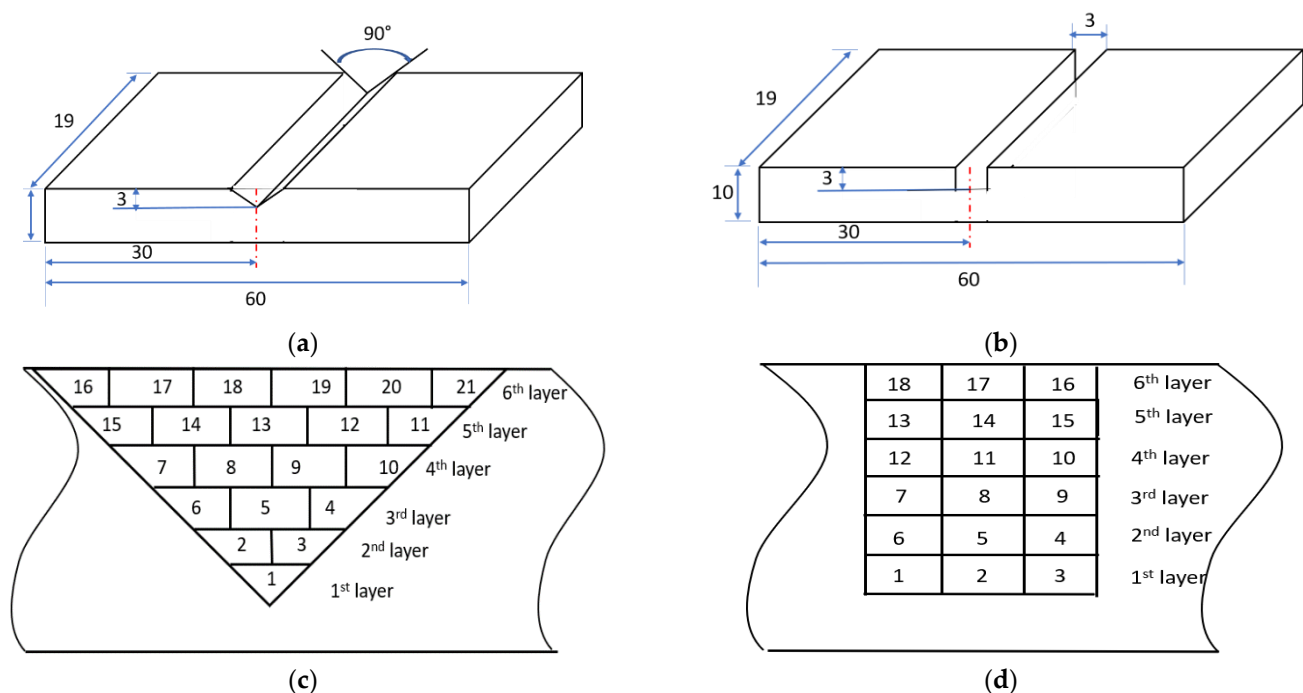 90°
19
3
30
60
(a)
3
19
10
3
30
60
(b)
16 17 18 19 20 21 6th layer
15 14 13 12 11 5th layer
7 8 9 10 4th layer
6 5 4 3rd layer
2 3 2nd layer
1 1st layer
(c)
18 17 16 6th layer
13 14 15 5th layer
12 11 10 4th layer
7 8 9 3rd layer
6 5 4 2nd layer
1 2 3 1st layer
(d)